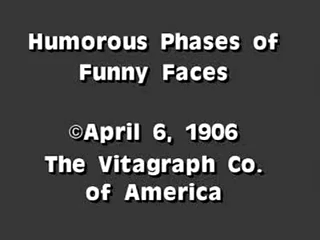 Humorous Phases of
Funny Faces
©April 6, 1906
The Vitagraph Co.
of America